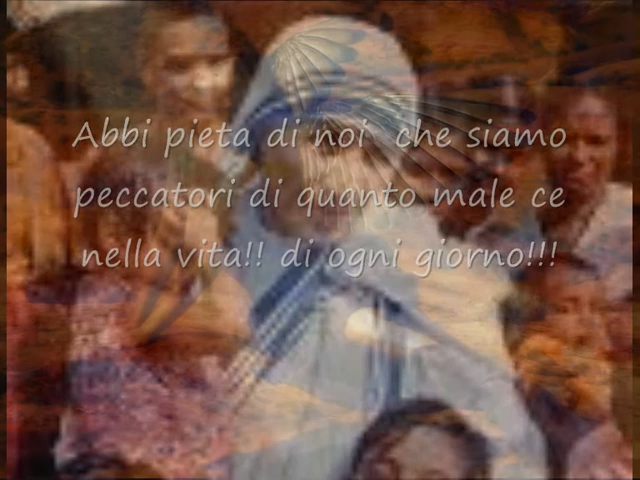 Abbi pieta di noi che siamo
peccatori di quanto male ce
nella vita!! di ogni giorno!!!